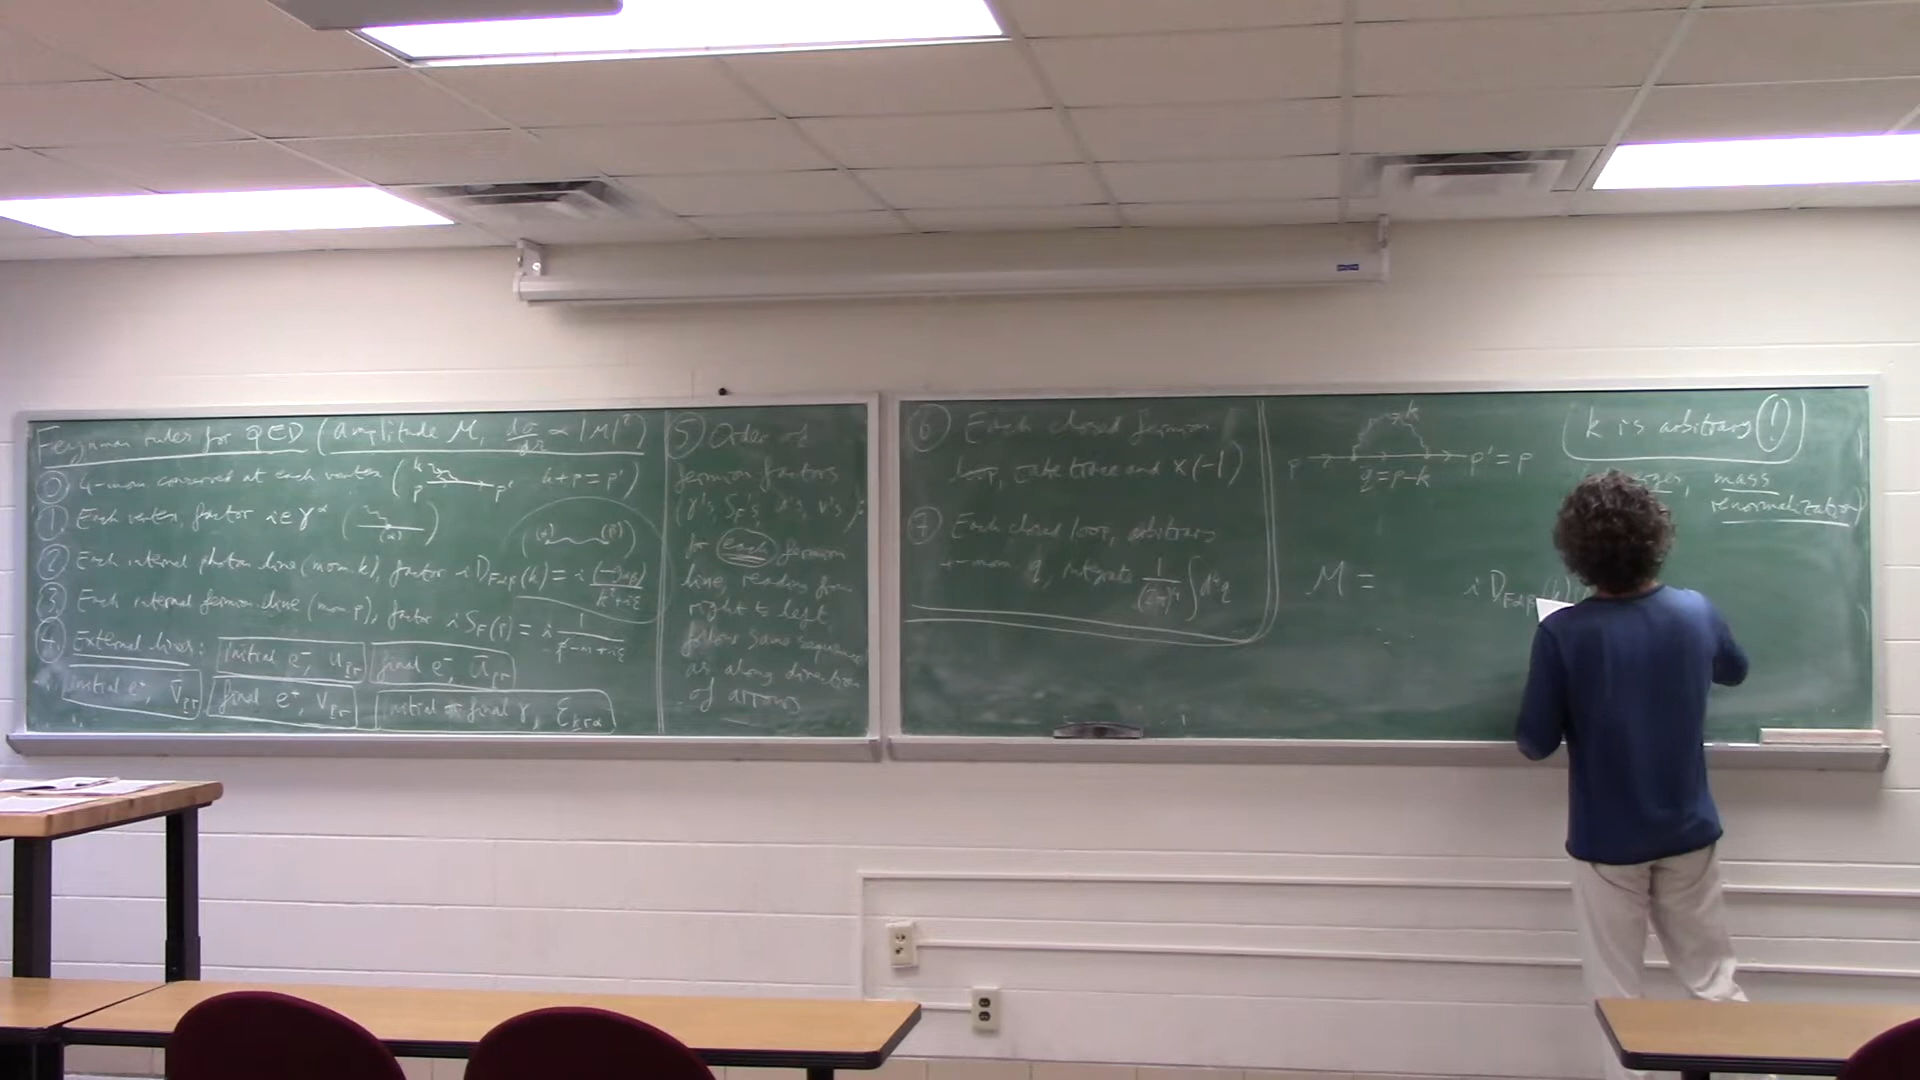 Feynman rules for QED (amplitude M, dσ/dΩ ∝ |M|²)
⓪ 4-mom. conserved at each vertex ( k p p' k+p=p' )
① Each vertex, factor ieγ^α ( (α) )
② Each internal photon line (mom k), factor i D_Fαβ(k) = i (-g_αβ)/(k²+iε) ( (α) (β) )
③ Each internal fermion line (mom p), factor i S_F(p) = i 1/(p̸-m+iε)
④ External lines: initial e⁻, u_pr final e⁻, ū_pr
initial e⁺, v̄_pr final e⁺, v_pr initial or final γ, ε_krα
⑤ Order of
fermion factors
(γ's, S_F's, u's, v's):
for each fermion
line, reading from
right to left
follows same sequence
as along direction
of arrows
⑥ Each closed fermion
loop, take trace and ×(-1)
⑦ Each closed loop, arbitrary
4-mom q, integrate 1/(2π)⁴ ∫d⁴q
k
p p'=p
q=p-k
k is arbitrary !
mass
renormalization
M = i D_Fαβ(k)